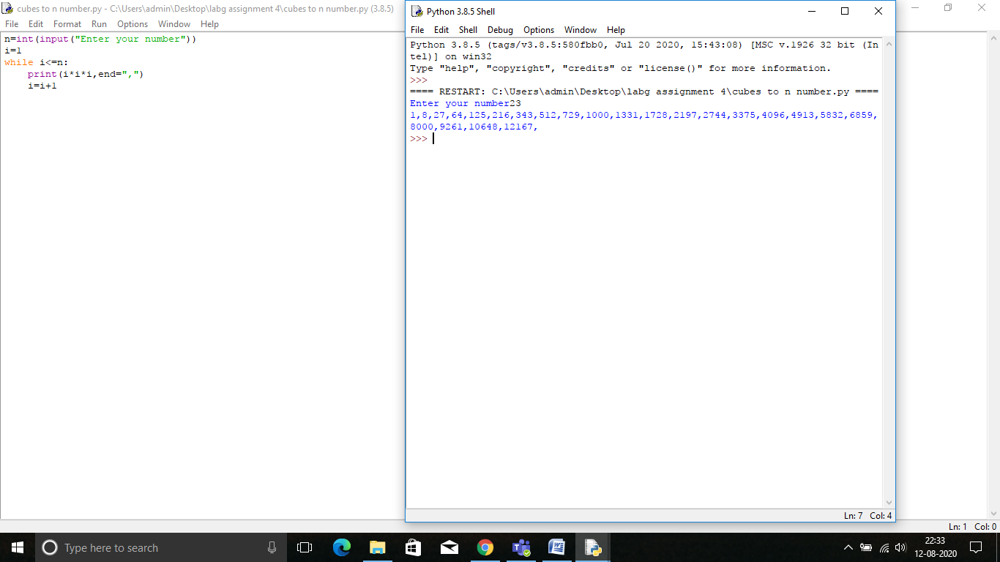 cubes to n number.py - C:\Users\admin\Desktop\labg assignment 4\cubes to n number.py (3.8.5)
File Edit Format Run Options Window Help
n=int(input("Enter your number"))
i=1
while i<=n:
    print(i*i*i,end=",")
    i=i+1
Python 3.8.5 Shell
File Edit Shell Debug Options Window Help
Python 3.8.5 (tags/v3.8.5:580fbb0, Jul 20 2020, 15:43:08) [MSC v.1926 32 bit (In
tel)] on win32
Type "help", "copyright", "credits" or "license()" for more information.
>>>
==== RESTART: C:\Users\admin\Desktop\labg assignment 4\cubes to n number.py ====
Enter your number23
1,8,27,64,125,216,343,512,729,1000,1331,1728,2197,2744,3375,4096,4913,5832,6859,
8000,9261,10648,12167,
>>>
Ln: 7 Col: 4
Ln: 1 Col: 0
Type here to search
22:33
12-08-2020